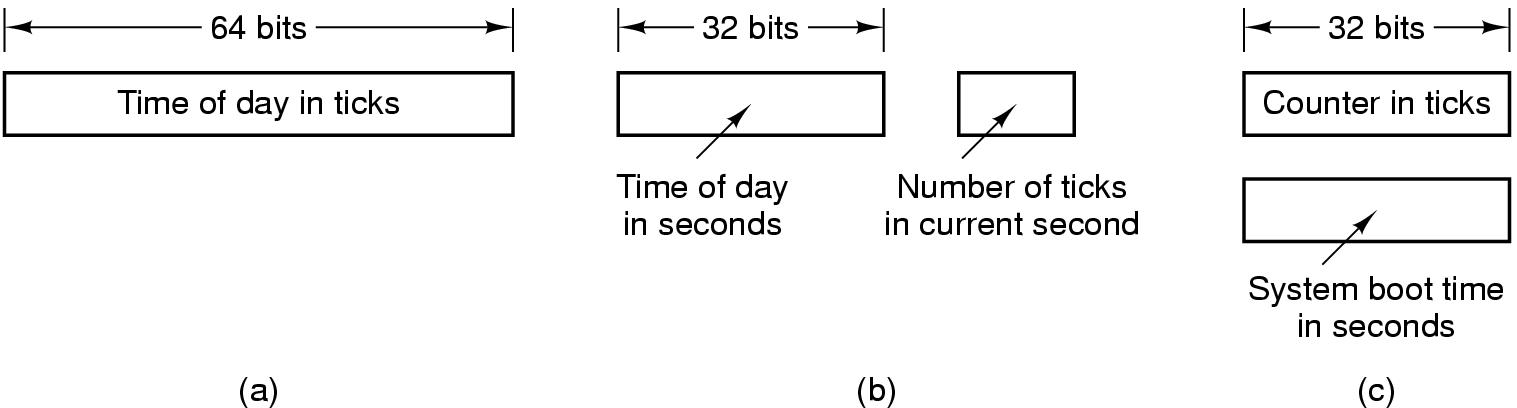 64 bits
Time of day in ticks
32 bits
Time of day
in seconds
Number of ticks
in current second
32 bits
Counter in ticks
System boot time
in seconds
(a)
(b)
(c)